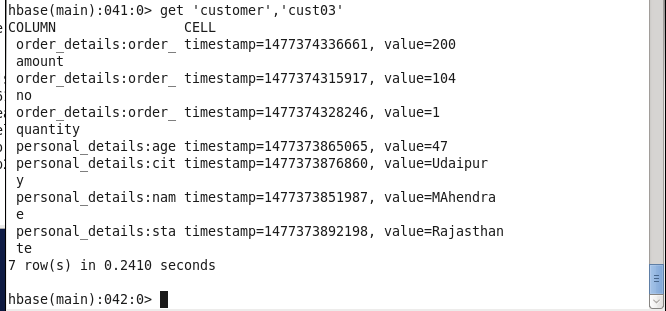 hbase(main):041:0> get 'customer','cust03'
COLUMN                CELL
 order_details:order_ timestamp=1477374336661, value=200
 amount
 order_details:order_ timestamp=1477374315917, value=104
 no
 order_details:order_ timestamp=1477374328246, value=1
 quantity
 personal_details:age timestamp=1477373865065, value=47
 personal_details:cit timestamp=1477373876860, value=Udaipur
 y
 personal_details:nam timestamp=1477373851987, value=MAhendra
 e
 personal_details:sta timestamp=1477373892198, value=Rajasthan
 te
7 row(s) in 0.2410 seconds
hbase(main):042:0>